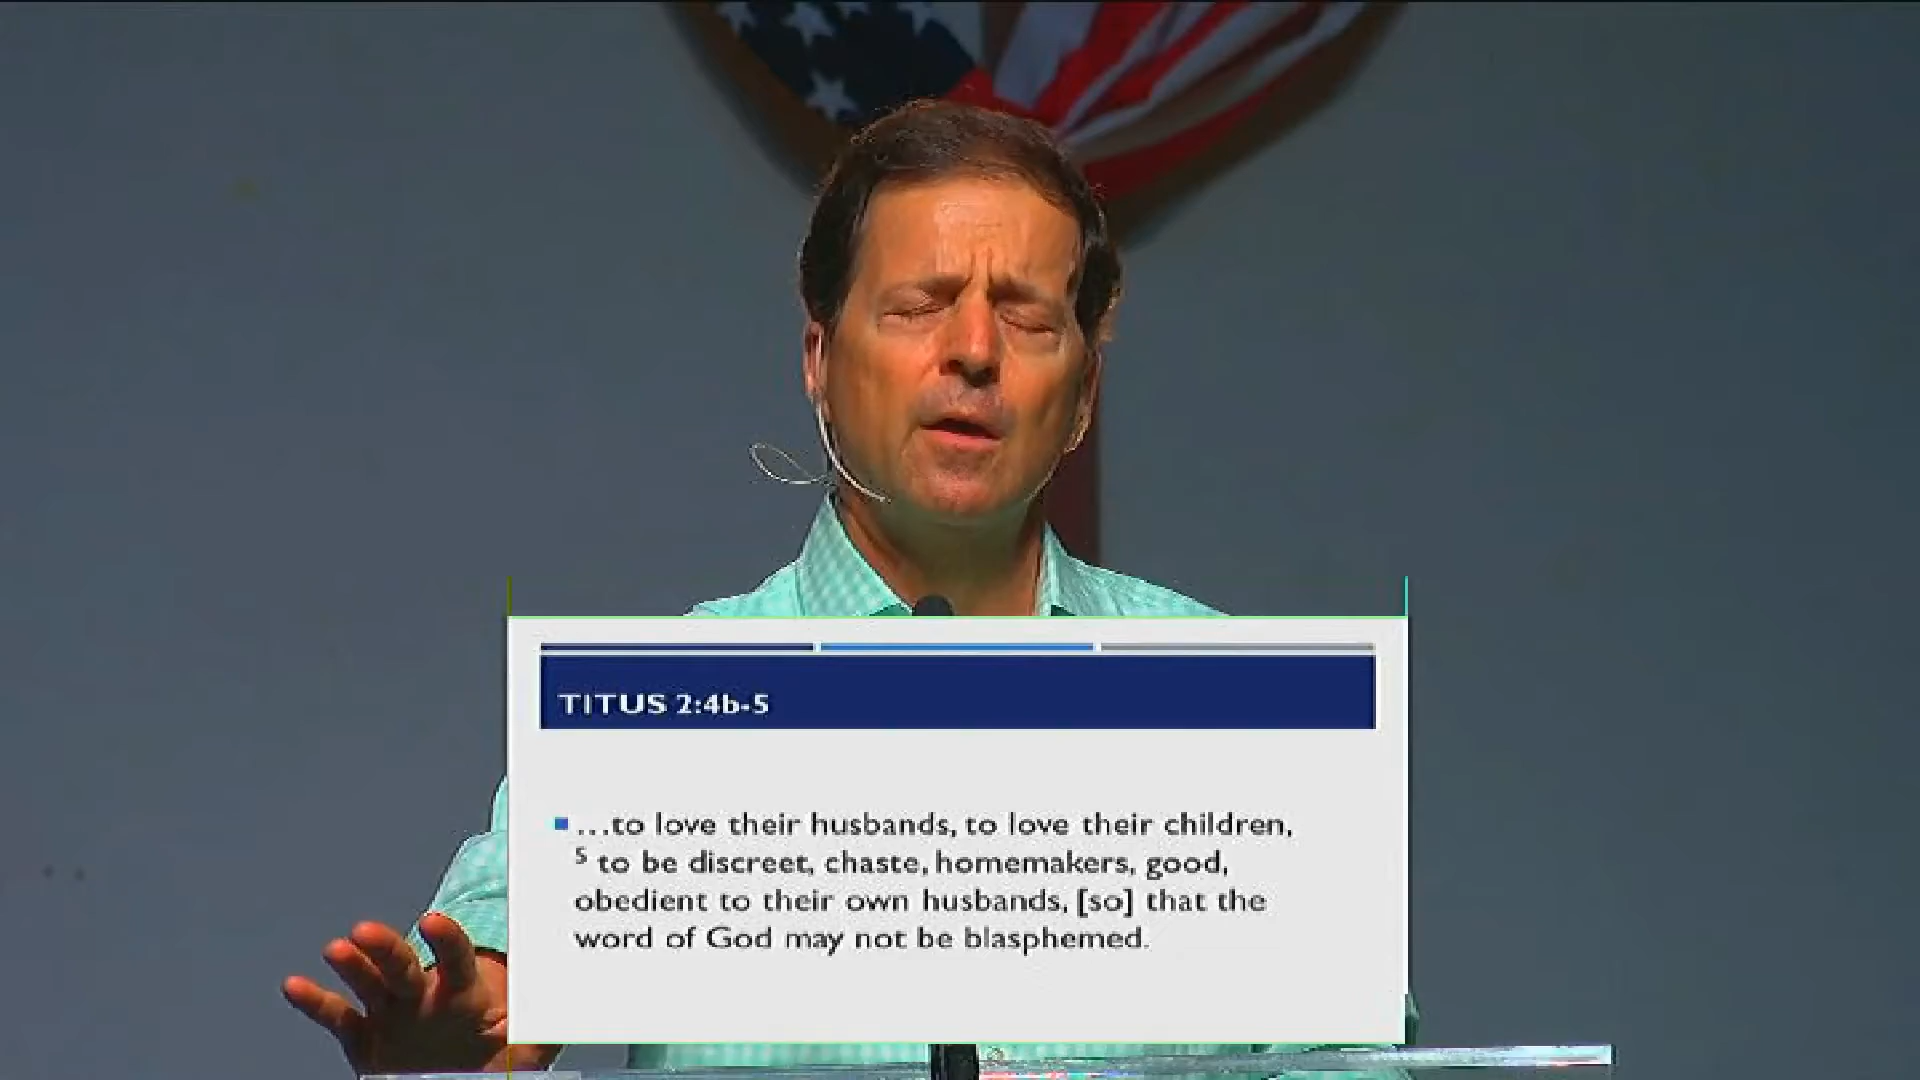 TITUS 2:4b-5
…to love their husbands, to love their children,
5 to be discreet, chaste, homemakers, good,
obedient to their own husbands, [so] that the
word of God may not be blasphemed.